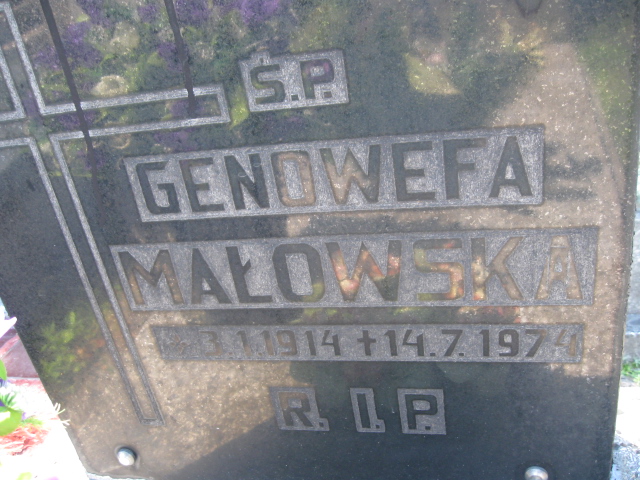 Ś.P.
GENOWEFA
MAŁOWSKA
* 3.1.1914 + 14.7.1974
R.I.P.